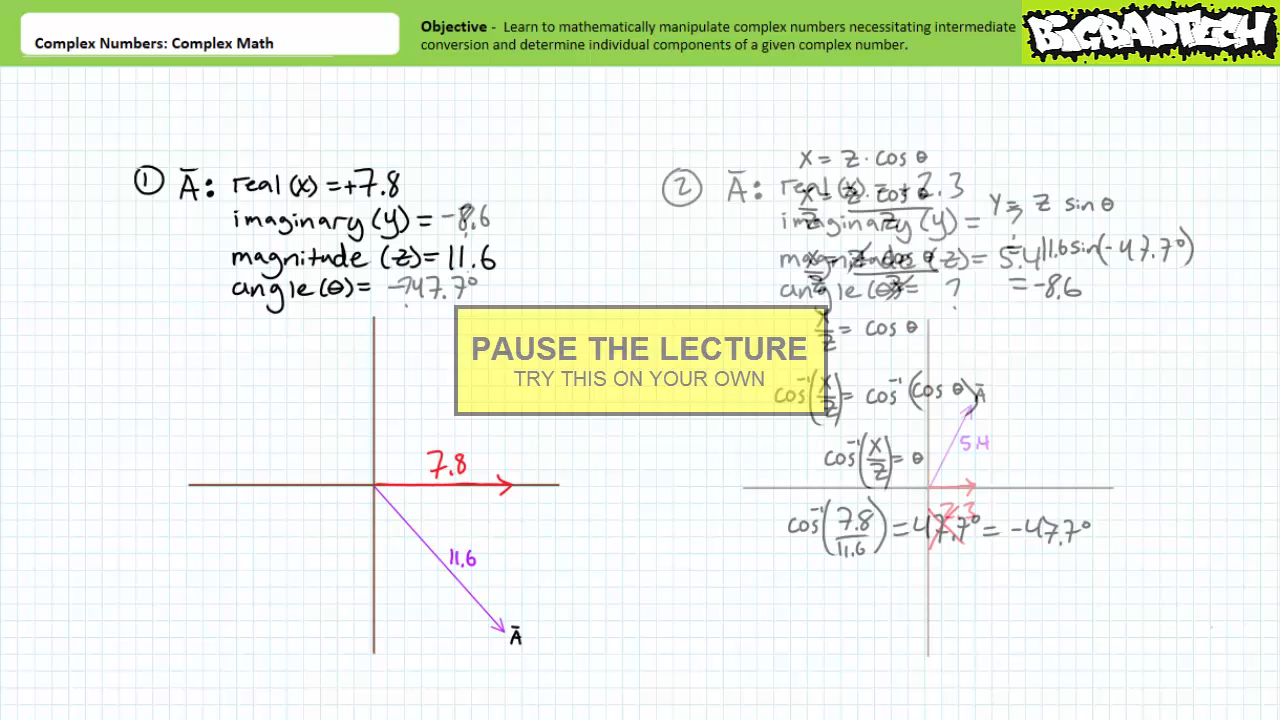 Complex Numbers: Complex Math
Objective - Learn to mathematically manipulate complex numbers necessitating intermediate
conversion and determine individual components of a given complex number.
BIGBADTECH
① Ā: real (x) = +7.8
imaginary (y) = -8.6
magnitude (z) = 11.6
angle (θ) = -47.7°
7.8
11.6
Ā
② Ā: real (x) = +2.3
imaginary (y) = ?
magnitude (z) = 5.4
angle (θ) = ?
x = z · cos θ
y = z sin θ
= 11.6 sin(-47.7°)
= -8.6
x/z = cos θ
cos⁻¹(x/z) = cos⁻¹(cos θ)
cos⁻¹(x/z) = θ
cos⁻¹(7.8/11.6) = 47.7° = -47.7°
Ā
5.4
2.3
PAUSE THE LECTURE
TRY THIS ON YOUR OWN